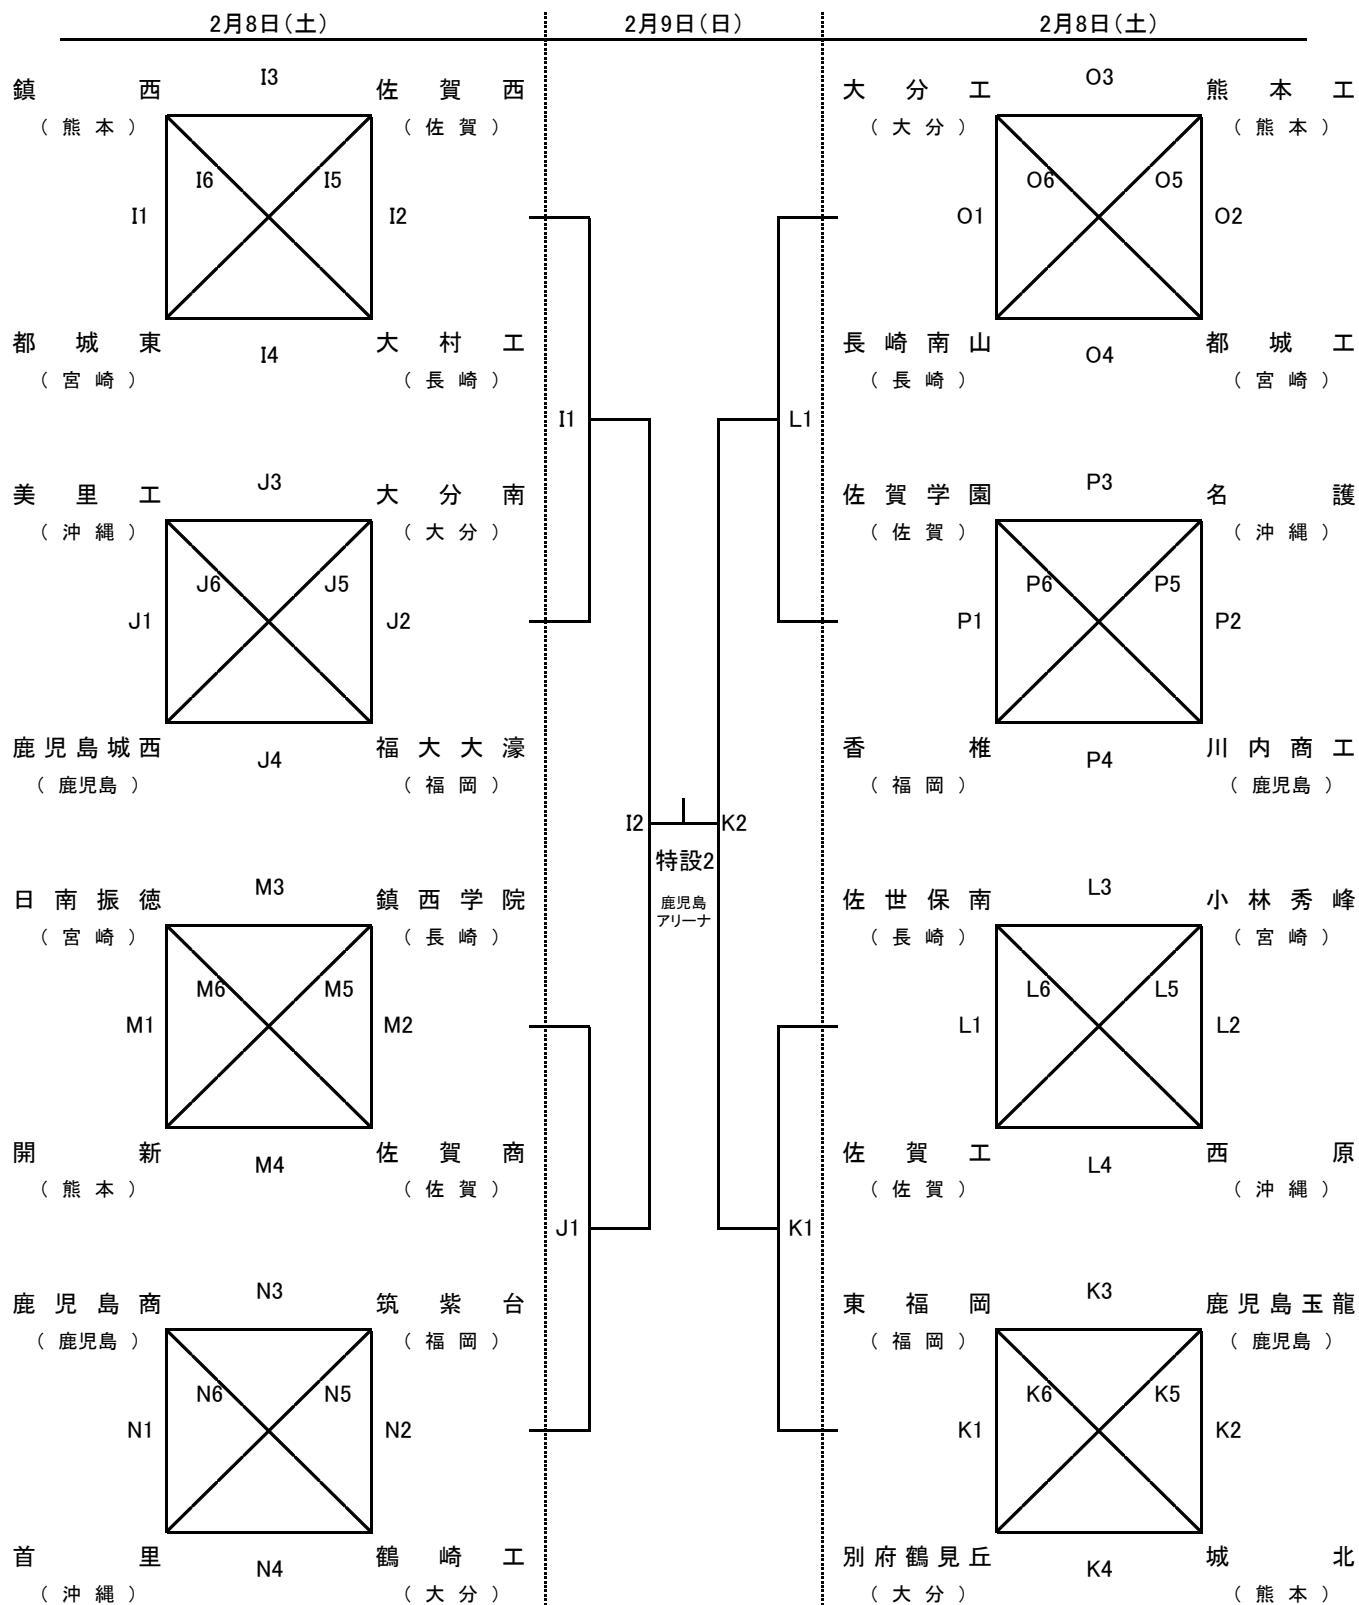 2月8日(土) 2月9日(日) 2月8日(土)
I3
鎮西 佐賀西
(熊本) (佐賀)
I6 I5
I1 I2
都城東 大村工
I4
(宮崎) (長崎)
J3
美里工 大分南
(沖縄) (大分)
J6 J5
J1 J2
鹿児島城西 福大大濠
J4
(鹿児島) (福岡)
M3
日南振徳 鎮西学院
(宮崎) (長崎)
M6 M5
M1 M2
開新 佐賀商
M4
(熊本) (佐賀)
N3
鹿児島商 筑紫台
(鹿児島) (福岡)
N6 N5
N1 N2
首里 鶴崎工
N4
(沖縄) (大分)
I1
J1
I2 K2
特設2
鹿児島
アリーナ
L1
K1
O3
大分工 熊本工
(大分) (熊本)
O6 O5
O1 O2
長崎南山 都城工
O4
(長崎) (宮崎)
P3
佐賀学園 名護
(佐賀) (沖縄)
P6 P5
P1 P2
香椎 川内商工
P4
(福岡) (鹿児島)
L3
佐世保南 小林秀峰
(長崎) (宮崎)
L6 L5
L1 L2
佐賀工 西原
L4
(佐賀) (沖縄)
K3
東福岡 鹿児島玉龍
(福岡) (鹿児島)
K6 K5
K1 K2
別府鶴見丘 城北
K4
(大分) (熊本)